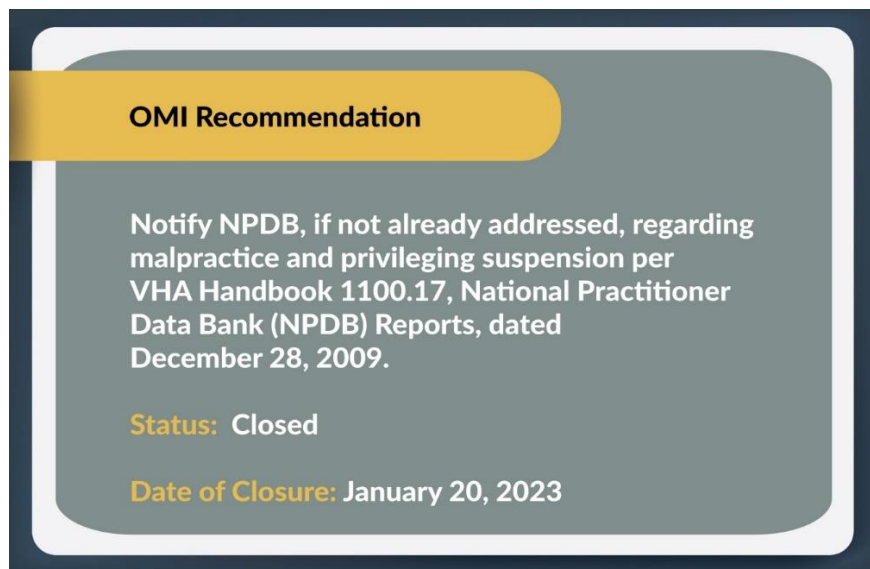 OMI Recommendation
Notify NPDB, if not already addressed, regarding
malpractice and privileging suspension per
VHA Handbook 1100.17, National Practitioner
Data Bank (NPDB) Reports, dated
December 28, 2009.
Status: Closed
Date of Closure: January 20, 2023